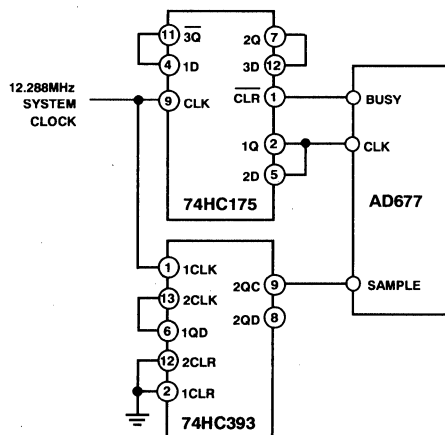 12.288MHz
SYSTEM
CLOCK
11 3Q
4 1D
9 CLK
2Q 7
3D 12
CLR 1
1Q 2
2D 5
74HC175
BUSY
CLK
AD677
SAMPLE
1 1CLK
13 2CLK
6 1QD
12 2CLR
2 1CLR
2QC 9
2QD 8
74HC393